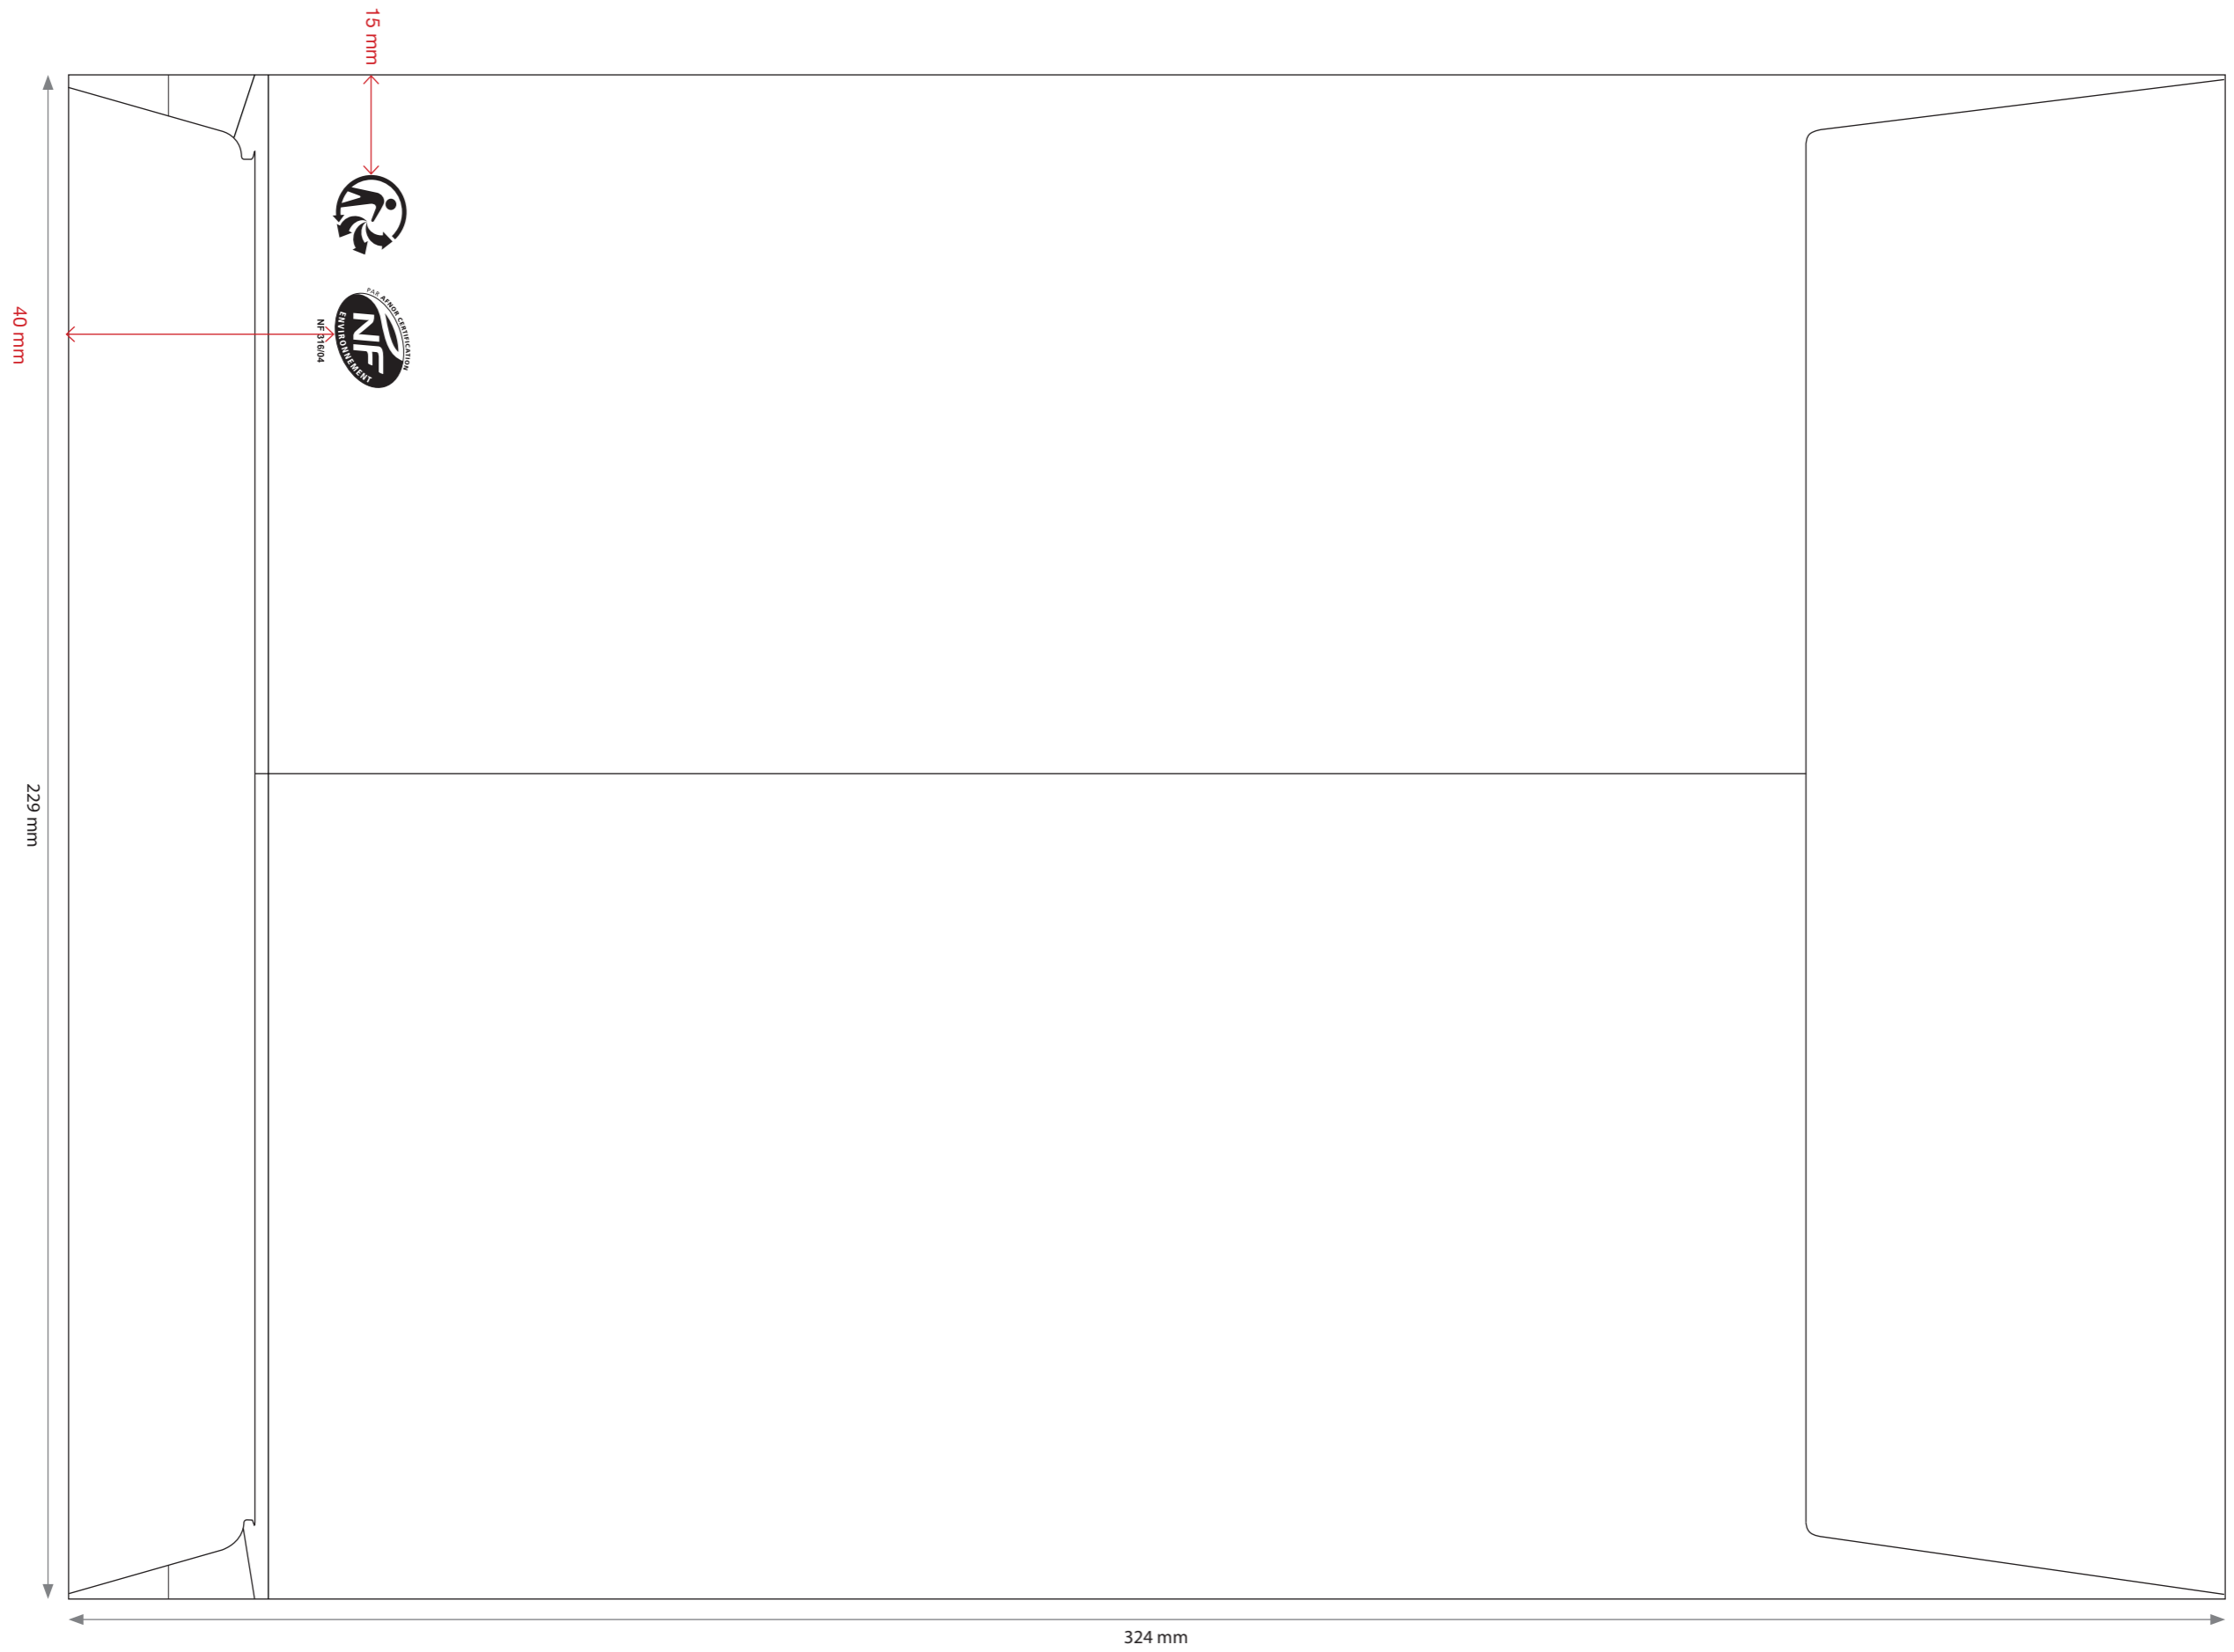 15 mm
40 mm
PAR AFNOR CERTIFICATION
NF
ENVIRONNEMENT
NF 316/04
229 mm
324 mm